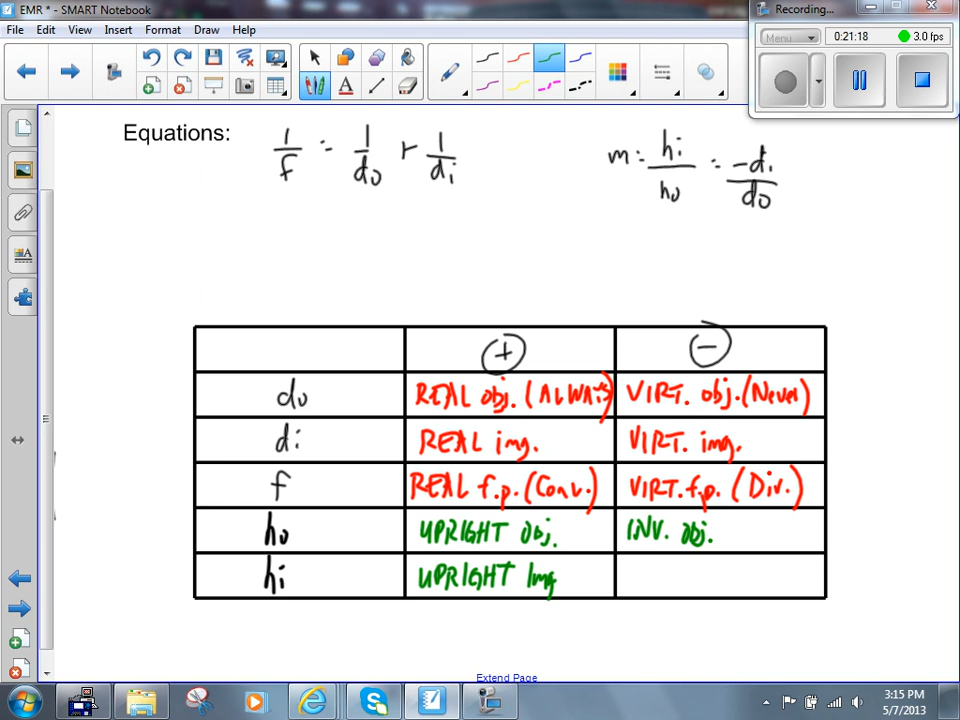 EMR * - SMART Notebook
Recording...
File Edit View Insert Format Draw Help
Menu
0:21:18
3.0 fps
Equations:
1/f = 1/do + 1/di
m = hi/ho = -di/do
+ -
do REAL obj. (ALWAYS) VIRT. obj. (Never)
di REAL img. VIRT. img.
f REAL f.p. (Conv.) VIRT. f.p. (Div.)
ho UPRIGHT obj. INV. obj.
hi UPRIGHT Img
Extend Page
3:15 PM
5/7/2013